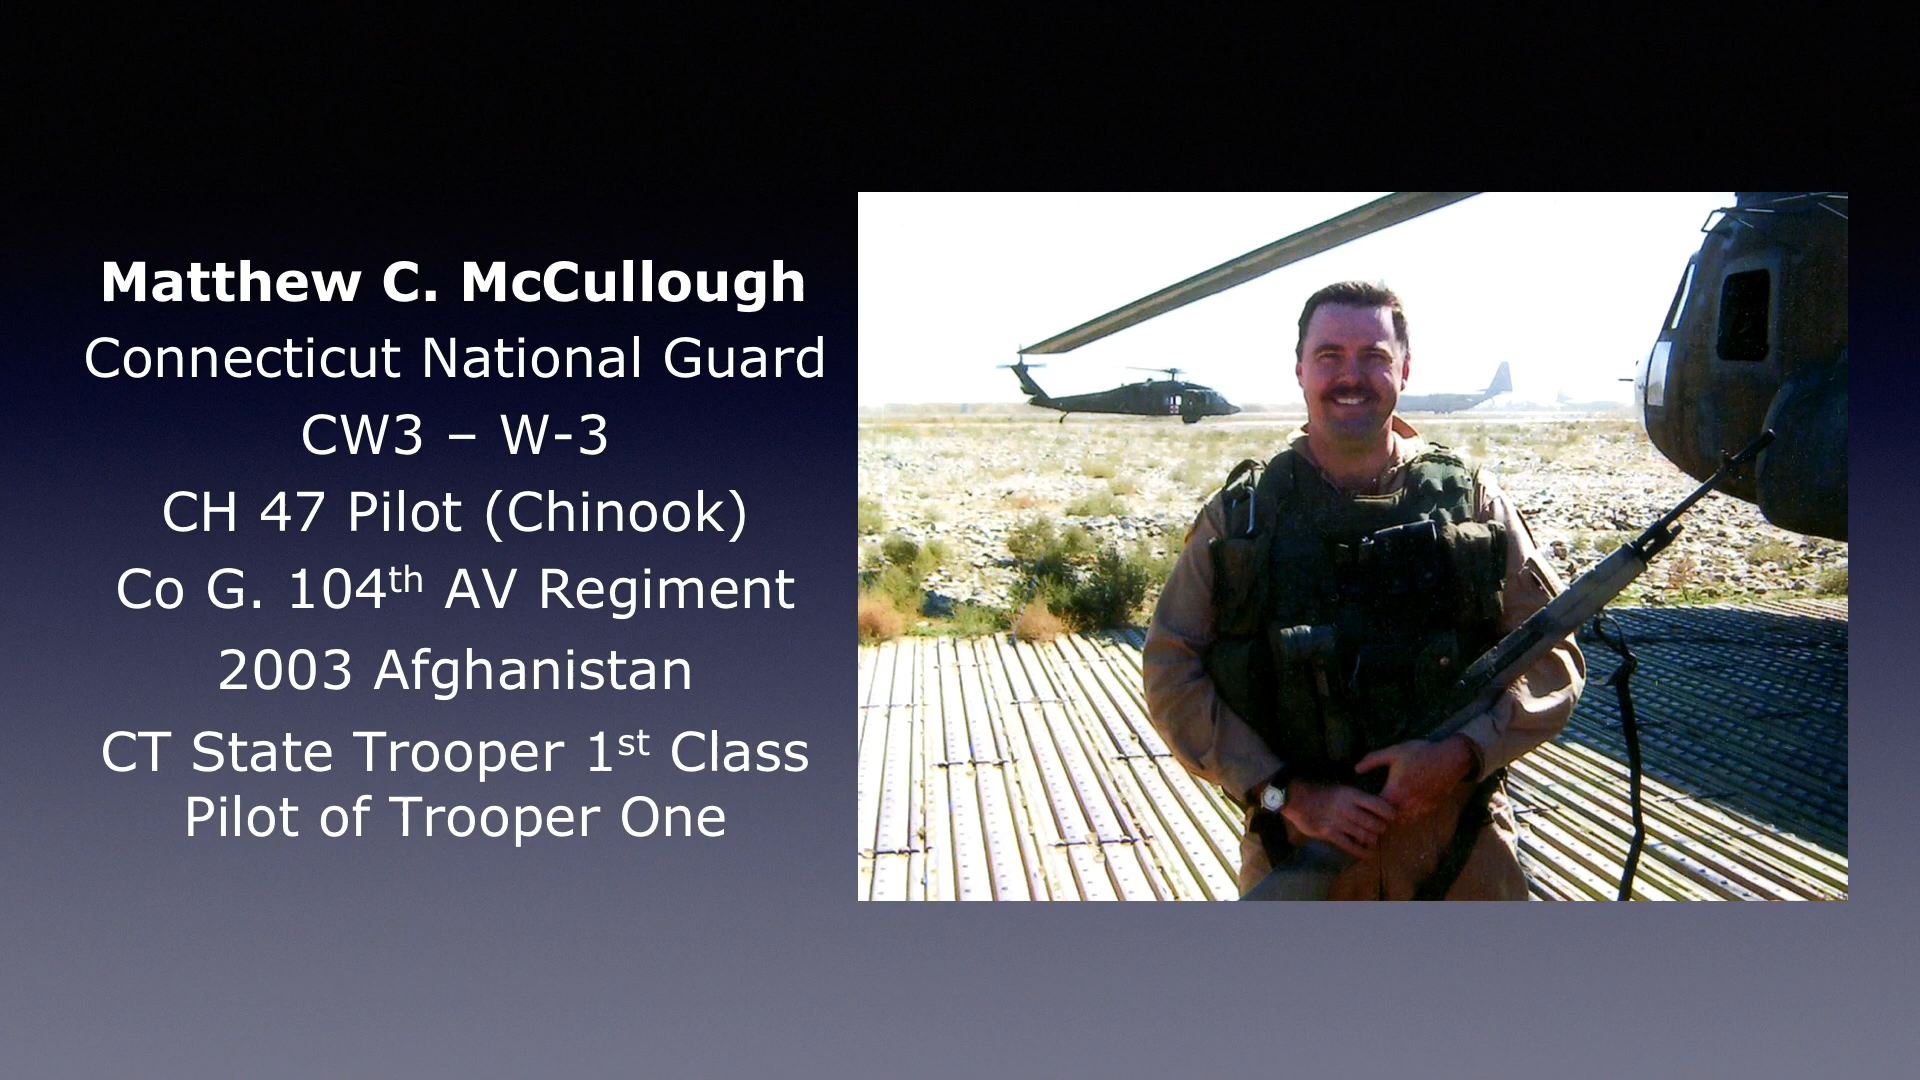 Matthew C. McCullough
Connecticut National Guard
CW3 – W-3
CH 47 Pilot (Chinook)
Co G. 104th AV Regiment
2003 Afghanistan
CT State Trooper 1st Class
Pilot of Trooper One